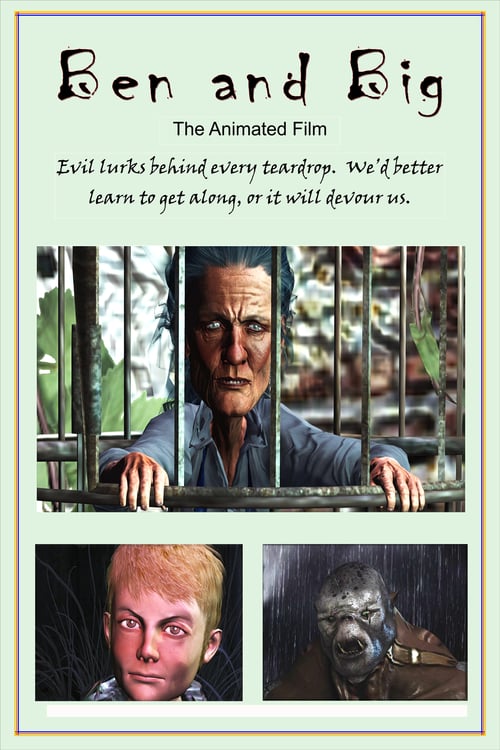 Ben and Big
The Animated Film
Evil lurks behind every teardrop. We'd better
learn to get along, or it will devour us.